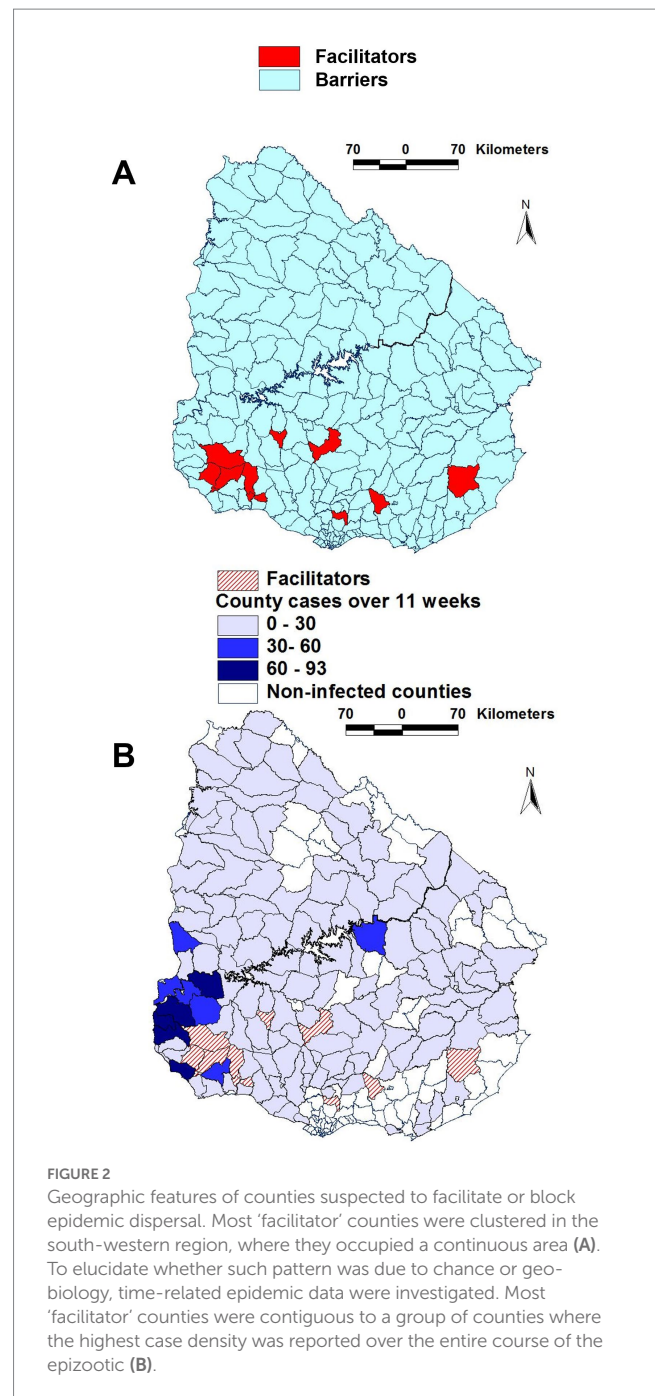 Facilitators
Barriers
A
70 0 70 Kilometers
N
Facilitators
County cases over 11 weeks
0 - 30
30- 60
60 - 93
Non-infected counties
70 0 70 Kilometers
B
N
FIGURE 2
Geographic features of counties suspected to facilitate or block
epidemic dispersal. Most ‘facilitator’ counties were clustered in the
south-western region, where they occupied a continuous area (A).
To elucidate whether such pattern was due to chance or geo-
biology, time-related epidemic data were investigated. Most
‘facilitator’ counties were contiguous to a group of counties where
the highest case density was reported over the entire course of the
epizootic (B).